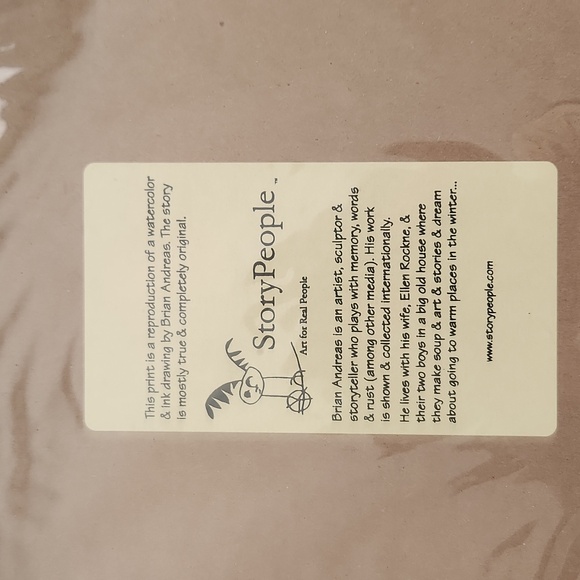 This print is a reproduction of a watercolor
& ink drawing by Brian Andreas. The story
is mostly true & completely original.
StoryPeople™
Art for Real People
Brian Andreas is an artist, sculptor &
storyteller who plays with memory, words
& rust (among other media). His work
is shown & collected internationally.
He lives with his wife, Ellen Rockne, &
their two boys in a big old house where
they make soup & art & stories & dream
about going to warm places in the winter...
www.storypeople.com